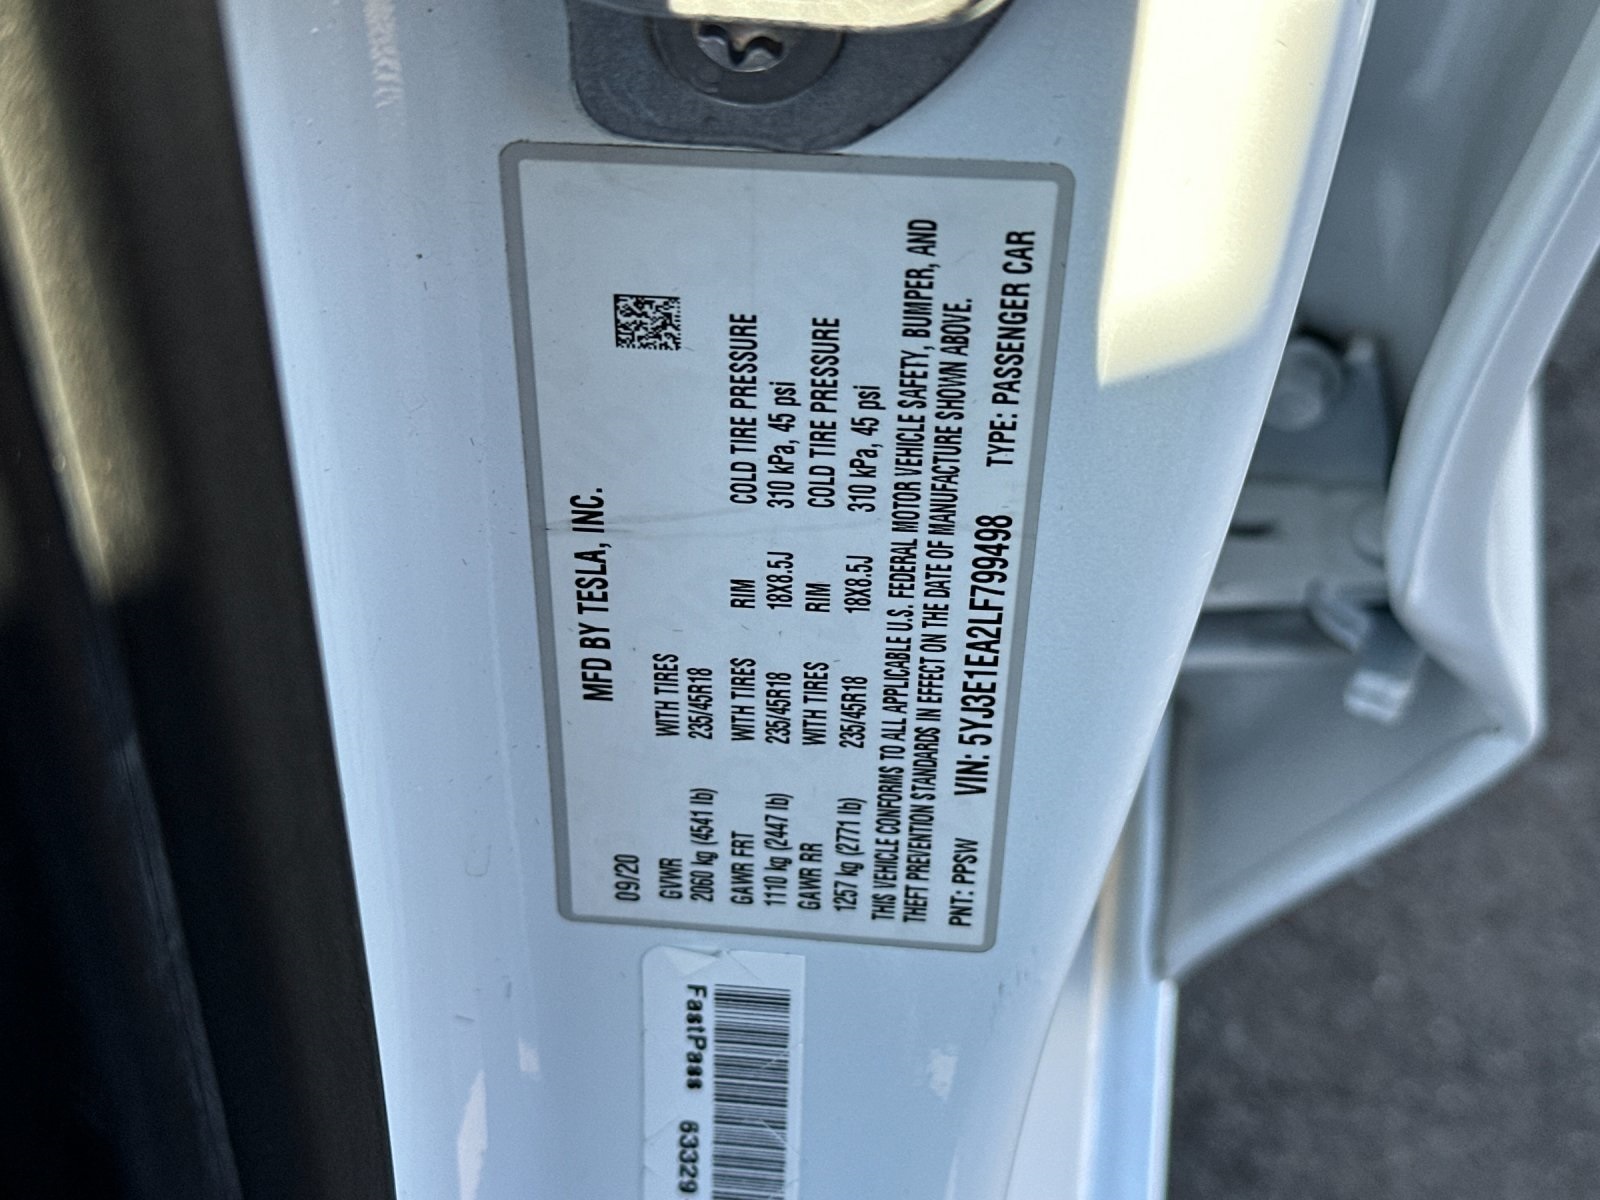 MFD BY TESLA, INC.
09/20
GVWR WITH TIRES
2060 kg (4541 lb) 235/45R18
GAWR FRT WITH TIRES RIM COLD TIRE PRESSURE
1110 kg (2447 lb) 235/45R18 18X8.5J 310 kPa, 45 psi
GAWR RR WITH TIRES RIM COLD TIRE PRESSURE
1257 kg (2771 lb) 235/45R18 18X8.5J 310 kPa, 45 psi
THIS VEHICLE CONFORMS TO ALL APPLICABLE U.S. FEDERAL MOTOR VEHICLE SAFETY, BUMPER, AND
THEFT PREVENTION STANDARDS IN EFFECT ON THE DATE OF MANUFACTURE SHOWN ABOVE.
PNT: PPSW VIN: 5YJ3E1EA2LF799498 TYPE: PASSENGER CAR
FastPass 63329